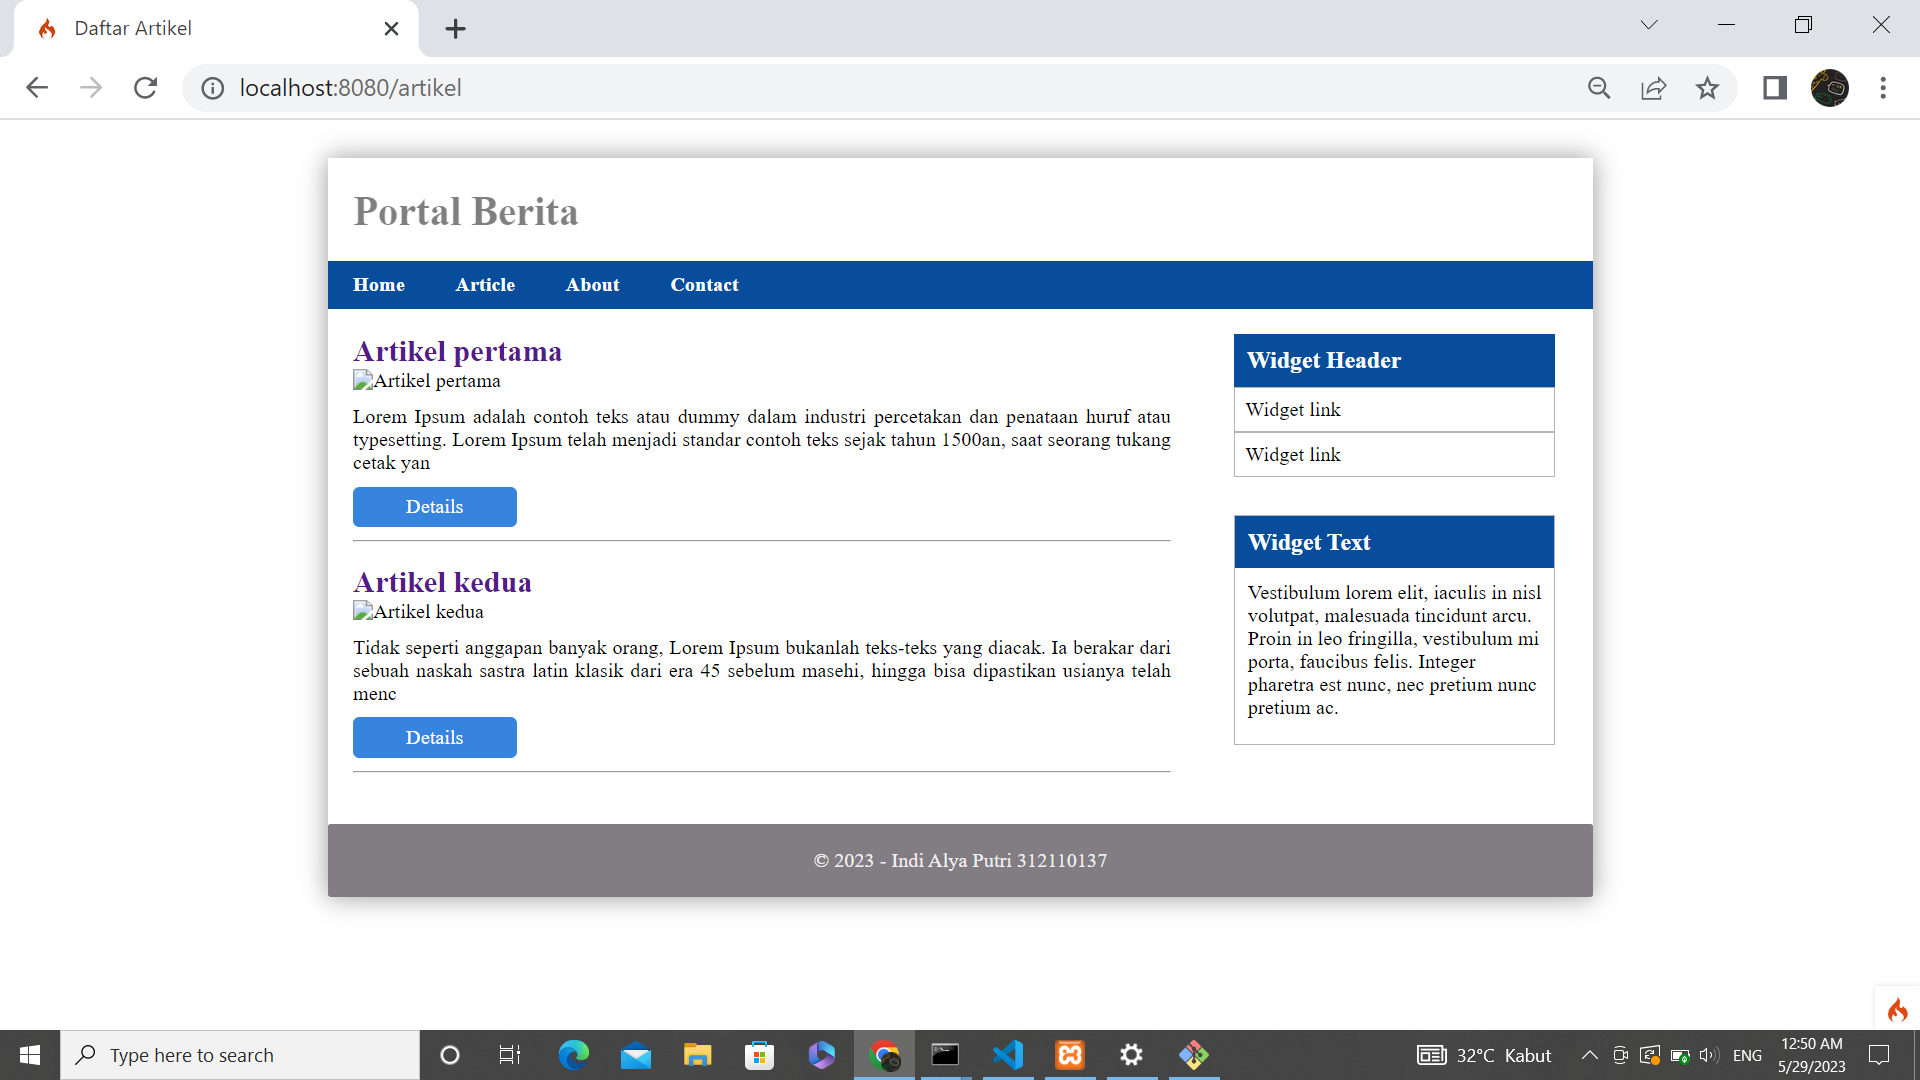 Daftar Artikel
localhost:8080/artikel
Portal Berita
Home Article About Contact
Artikel pertama
Artikel pertama
Lorem Ipsum adalah contoh teks atau dummy dalam industri percetakan dan penataan huruf atau
typesetting. Lorem Ipsum telah menjadi standar contoh teks sejak tahun 1500an, saat seorang tukang
cetak yan
Details
Artikel kedua
Artikel kedua
Tidak seperti anggapan banyak orang, Lorem Ipsum bukanlah teks-teks yang diacak. Ia berakar dari
sebuah naskah sastra latin klasik dari era 45 sebelum masehi, hingga bisa dipastikan usianya telah
menc
Details
Widget Header
Widget link
Widget link
Widget Text
Vestibulum lorem elit, iaculis in nisl
volutpat, malesuada tincidunt arcu.
Proin in leo fringilla, vestibulum mi
porta, faucibus felis. Integer
pharetra est nunc, nec pretium nunc
pretium ac.
© 2023 - Indi Alya Putri 312110137
Type here to search
32°C Kabut
ENG
12:50 AM
5/29/2023